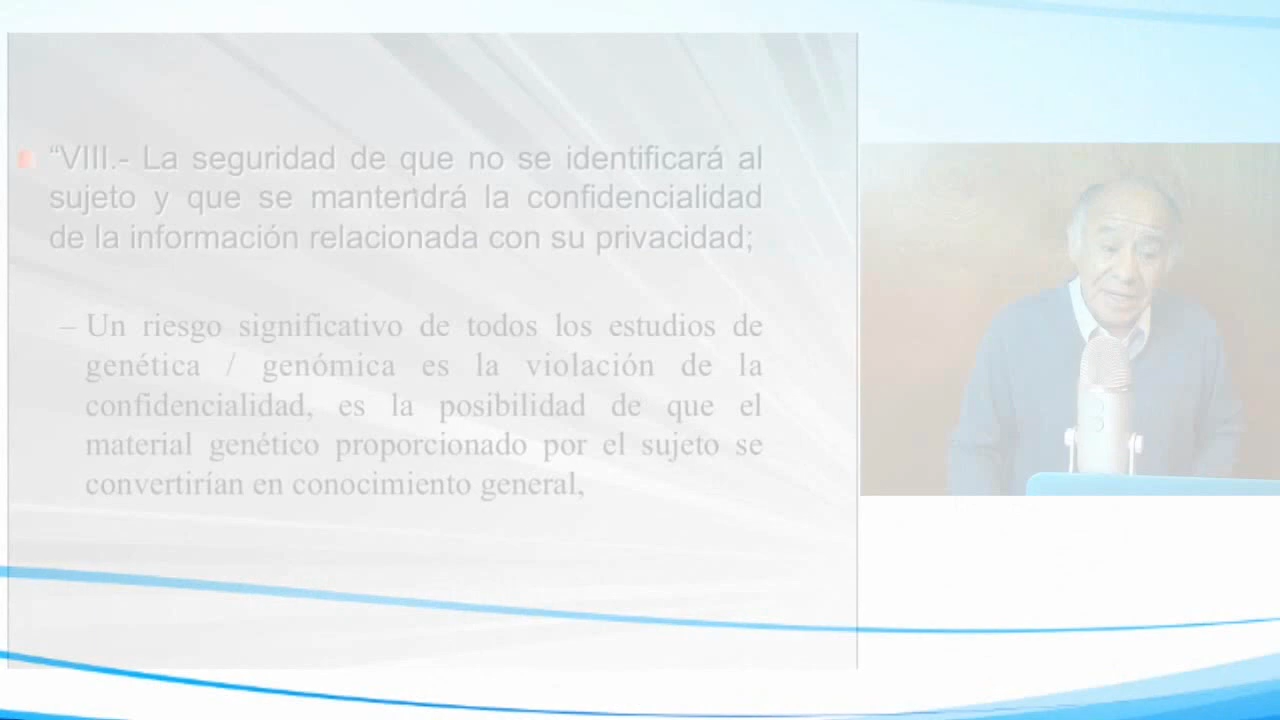 “VIII.- La seguridad de que no se identificará al
sujeto y que se mantendrá la confidencialidad
de la información relacionada con su privacidad;
– Un riesgo significativo de todos los estudios de
genética / genómica es la violación de la
confidencialidad, es la posibilidad de que el
material genético proporcionado por el sujeto se
convertirían en conocimiento general,